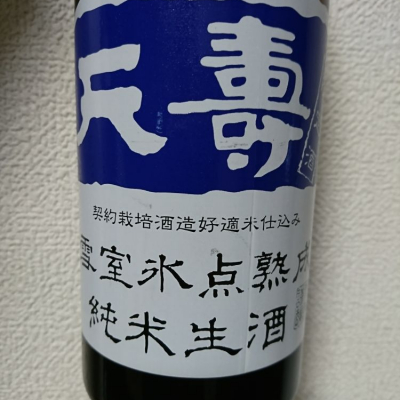 天壽
契約栽培酒造好適米仕込み
雪室氷点熟成
純米生酒